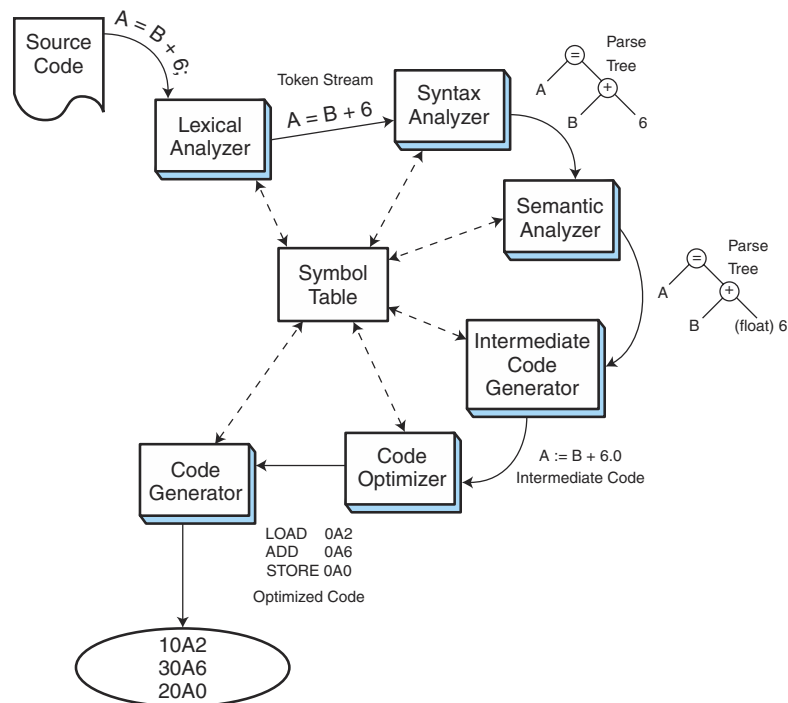 Source
Code
A = B + 6;
Lexical
Analyzer
Token Stream
A = B + 6
Syntax
Analyzer
Parse
Tree
=
A
+
B
6
Semantic
Analyzer
Parse
Tree
=
A
+
B
(float) 6
Symbol
Table
Intermediate
Code
Generator
A := B + 6.0
Intermediate Code
Code
Optimizer
Code
Generator
LOAD 0A2
ADD 0A6
STORE 0A0
Optimized Code
10A2
30A6
20A0